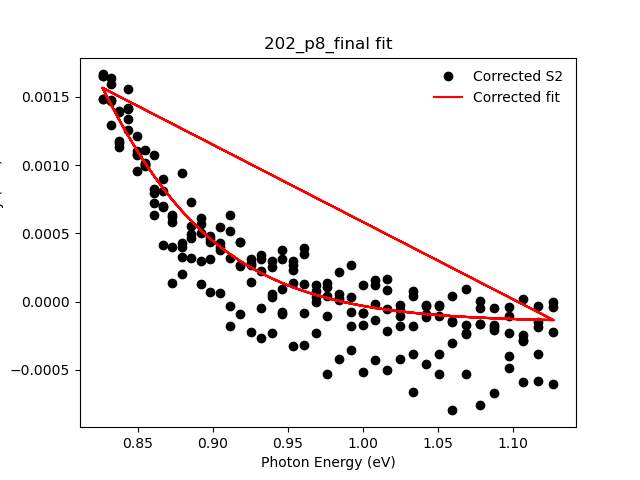 202_p8_final fit
Corrected S2
Corrected fit
0.0015
0.0010
0.0005
0.0000
−0.0005
0.85
0.90
0.95
1.00
1.05
1.10
Photon Energy (eV)